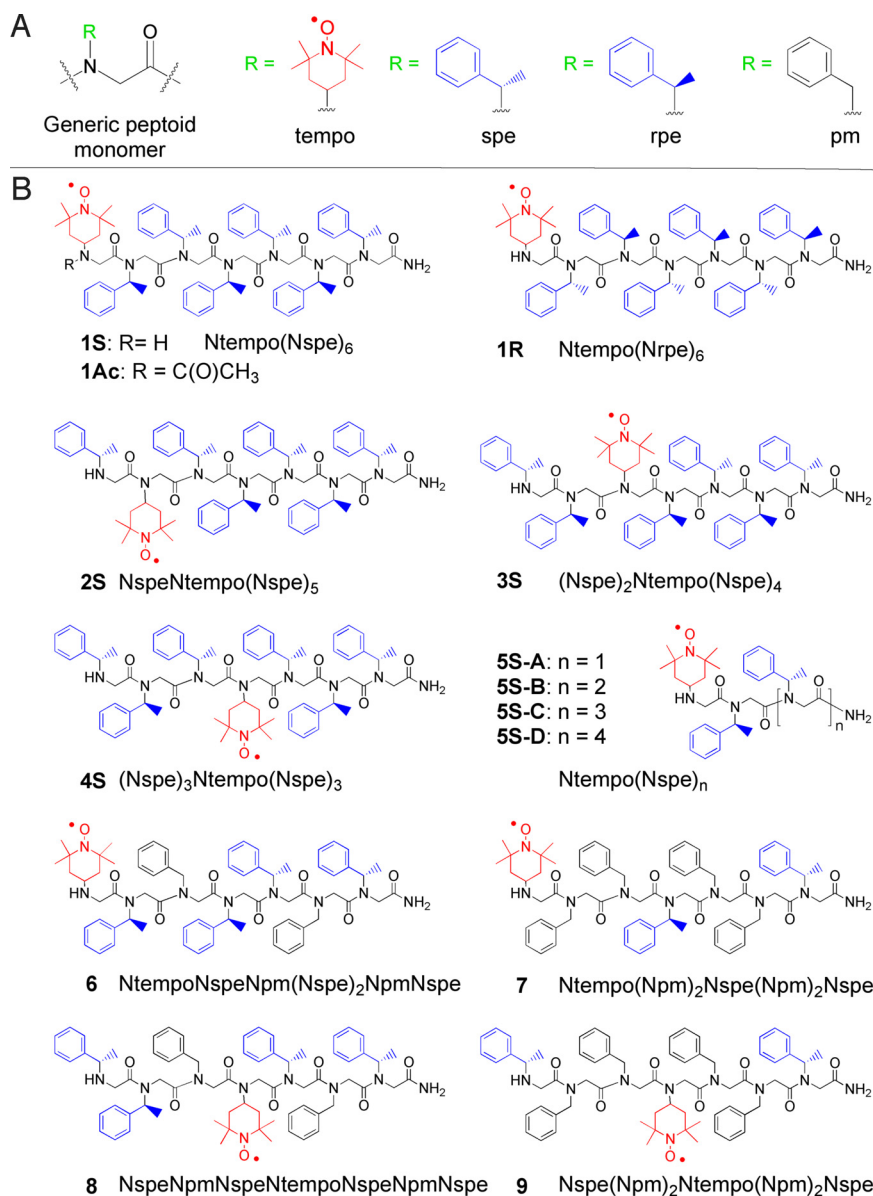 A
R
O
N
Generic peptoid
monomer
R =
N
O
tempo
R =
spe
R =
rpe
R =
pm
B
1S: R= H Ntempo(Nspe)₆
1Ac: R = C(O)CH₃
1R Ntempo(Nrpe)₆
2S NspeNtempo(Nspe)₅
3S (Nspe)₂Ntempo(Nspe)₄
4S (Nspe)₃Ntempo(Nspe)₃
5S-A: n = 1
5S-B: n = 2
5S-C: n = 3
5S-D: n = 4
Ntempo(Nspe)ₙ
6 NtempoNspeNpm(Nspe)₂NpmNspe
7 Ntempo(Npm)₂Nspe(Npm)₂Nspe
8 NspeNpmNspeNtempoNspeNpmNspe
9 Nspe(Npm)₂Ntempo(Npm)₂Nspe